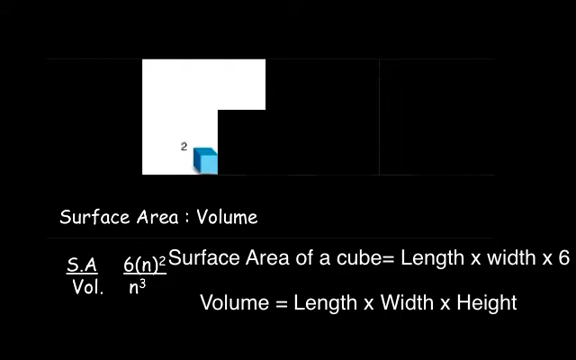 2
Surface Area : Volume
S.A 6(n)² Surface Area of a cube= Length x width x 6
Vol. n³
Volume = Length x Width x Height